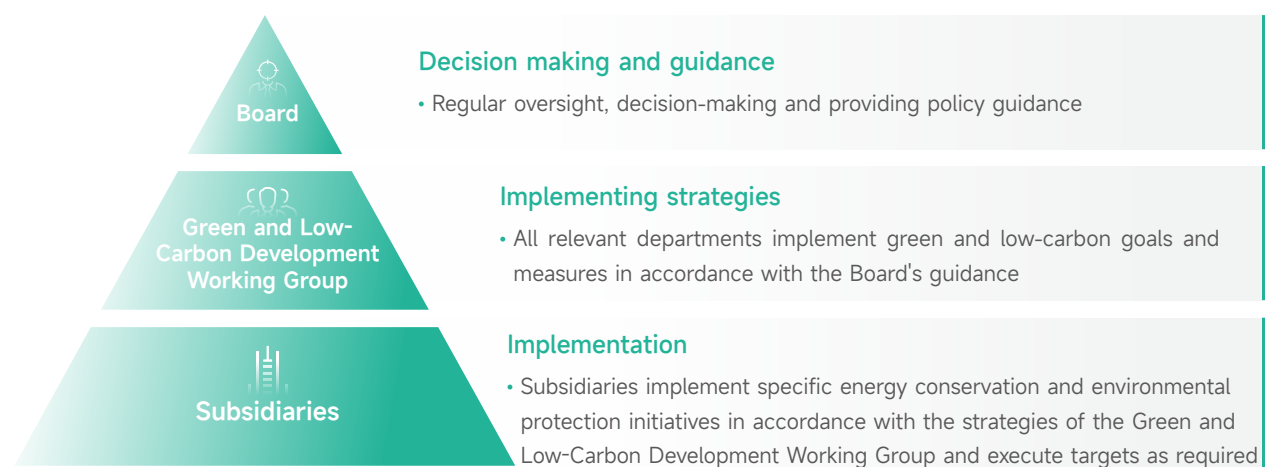 Board
Decision making and guidance
• Regular oversight, decision-making and providing policy guidance
Green and Low-
Carbon Development
Working Group
Implementing strategies
• All relevant departments implement green and low-carbon goals and
measures in accordance with the Board's guidance
Subsidiaries
Implementation
• Subsidiaries implement specific energy conservation and environmental
protection initiatives in accordance with the strategies of the Green and
Low-Carbon Development Working Group and execute targets as required